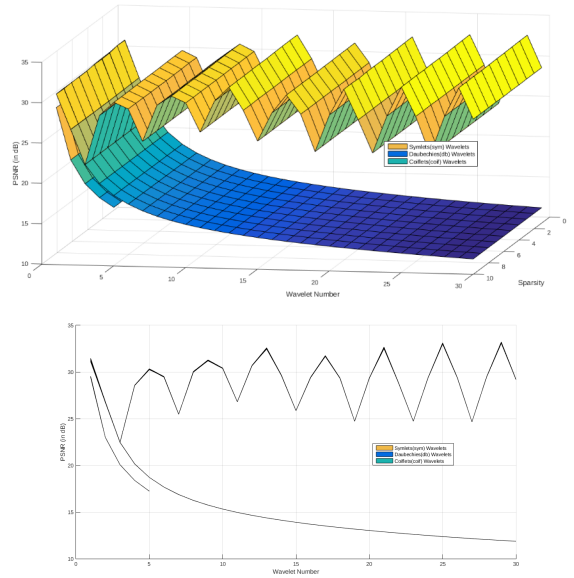 35
30
25
20
15
10
PSNR (in dB)
0
5
10
15
20
25
30
Wavelet Number
0
2
4
6
8
10
Sparsity
Symlets(sym) Wavelets
Daubechies(db) Wavelets
Coiflets(coif) Wavelets
35
30
25
20
15
10
PSNR (in dB)
Symlets(sym) Wavelets
Daubechies(db) Wavelets
Coiflets(coif) Wavelets
0
5
10
15
20
25
30
Wavelet Number